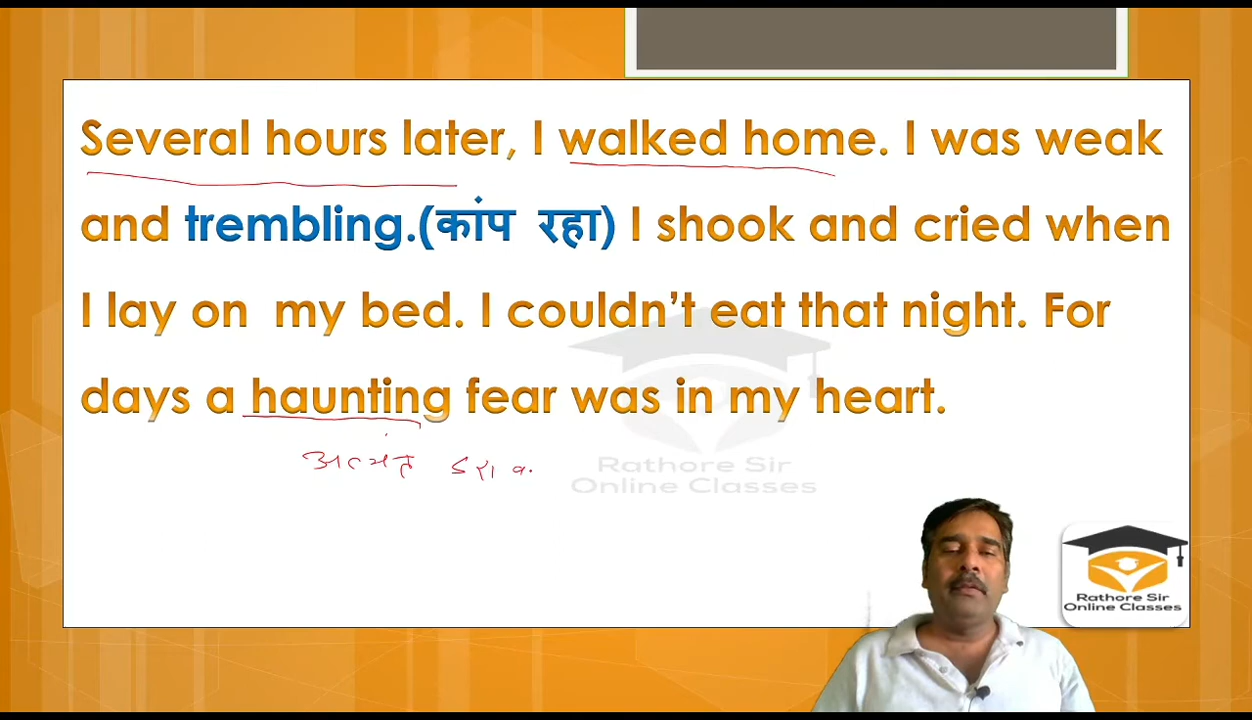 Several hours later, I walked home. I was weak
and trembling.(कांप रहा) I shook and cried when
I lay on my bed. I couldn't eat that night. For
days a haunting fear was in my heart.
अत्यंत
Rathore Sir
Online Classes
Rathore Sir
Online Classes